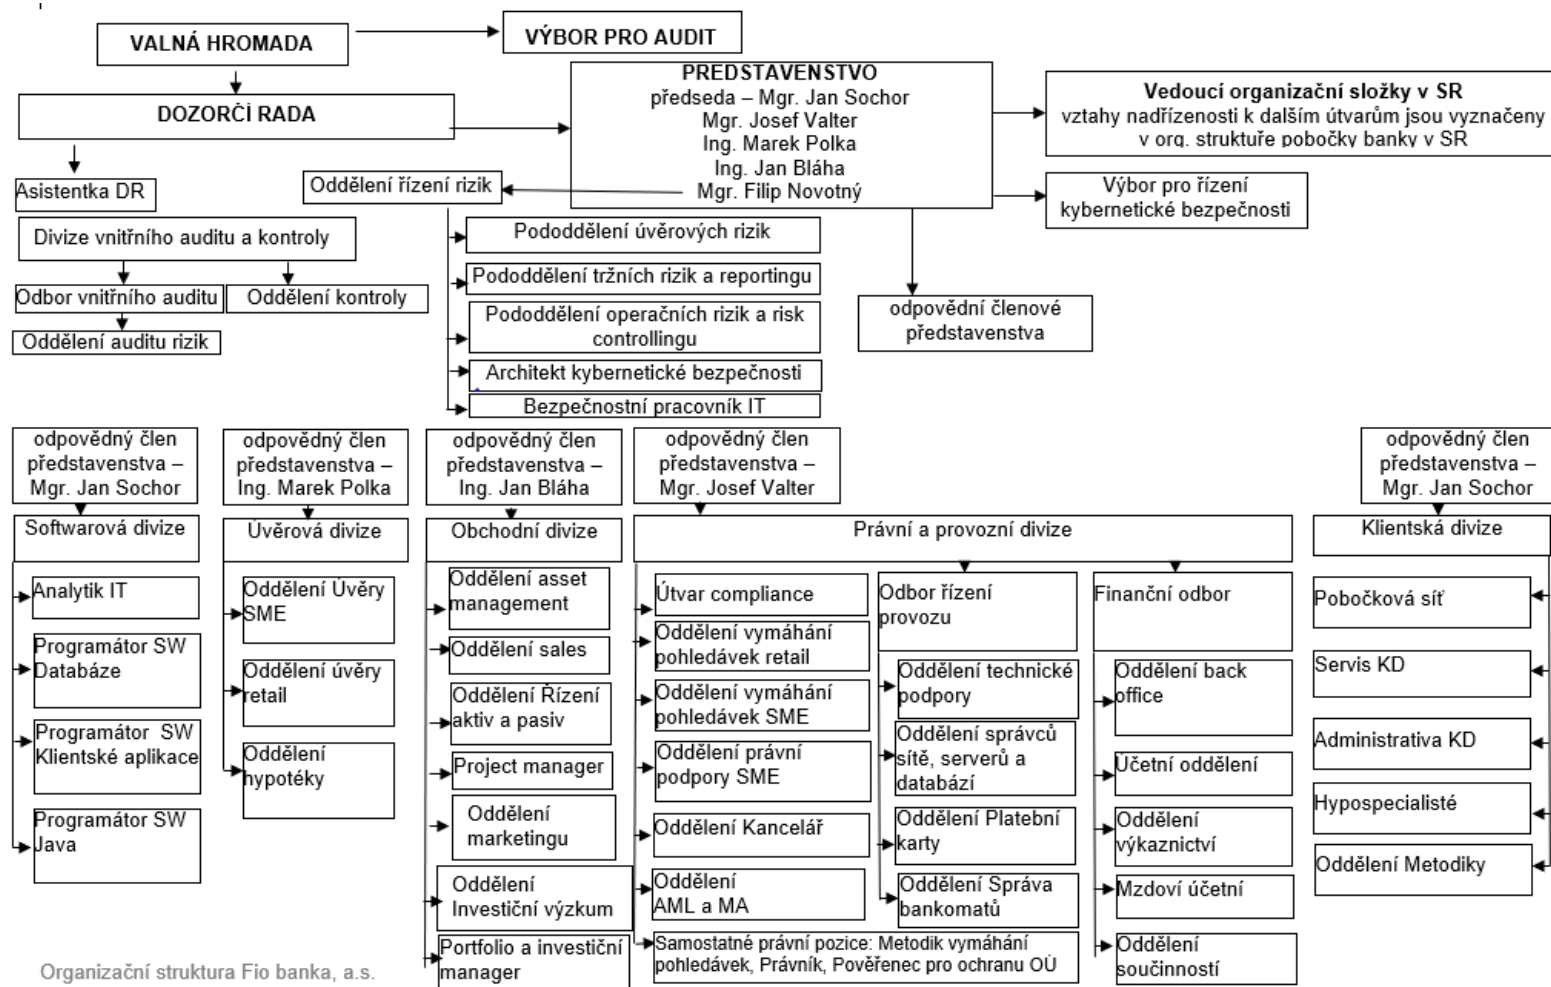 VALNÁ HROMADA
VÝBOR PRO AUDIT
DOZORČÍ RADA
PREDSTAVENSTVO
předseda – Mgr. Jan Sochor
Mgr. Josef Valter
Ing. Marek Polka
Ing. Jan Bláha
Mgr. Filip Novotný
Vedoucí organizační složky v SR
vztahy nadřízenosti k dalším útvarům jsou vyznačeny
v org. struktuře pobočky banky v SR
Asistentka DR
Oddělení řízení rizik
Výbor pro řízení
kybernetické bezpečnosti
Divize vnitřního auditu a kontroly
Odbor vnitřního auditu
Oddělení kontroly
Oddělení auditu rizik
Pododdělení úvěrových rizik
Pododdělení tržních rizik a reportingu
Pododdělení operačních rizik a risk
controllingu
Architekt kybernetické bezpečnosti
Bezpečnostní pracovník IT
odpovědní členové
představenstva
odpovědný člen
představenstva –
Mgr. Jan Sochor
Softwarová divize
Analytik IT
Programátor SW
Databáze
Programátor SW
Klientské aplikace
Programátor SW
Java
odpovědný člen
představenstva –
Ing. Marek Polka
Úvěrová divize
Oddělení Úvěry
SME
Oddělení úvěry
retail
Oddělení
hypotéky
odpovědný člen
představenstva –
Ing. Jan Bláha
Obchodní divize
Oddělení asset
management
Oddělení sales
Oddělení Řízení
aktiv a pasiv
Project manager
Oddělení
marketingu
Oddělení
Investiční výzkum
Portfolio a investiční
manager
odpovědný člen
představenstva –
Mgr. Josef Valter
Právní a provozní divize
Útvar compliance
Oddělení vymáhání
pohledávek retail
Oddělení vymáhání
pohledávek SME
Oddělení právní
podpory SME
Oddělení Kancelář
Oddělení
AML a MA
Samostatné právní pozice: Metodik vymáhání
pohledávek, Právník, Pověřenec pro ochranu OÚ
Odbor řízení
provozu
Oddělení technické
podpory
Oddělení správců
sítě, serverů a
databází
Oddělení Platební
karty
Oddělení Správa
bankomatů
Finanční odbor
Oddělení back
office
Účetní oddělení
Oddělení
výkaznictví
Mzdoví účetní
Oddělení
součinností
odpovědný člen
představenstva –
Mgr. Jan Sochor
Klientská divize
Pobočková síť
Servis KD
Administrativa KD
Hypospecialisté
Oddělení Metodiky
Organizační struktura Fio banka, a.s.